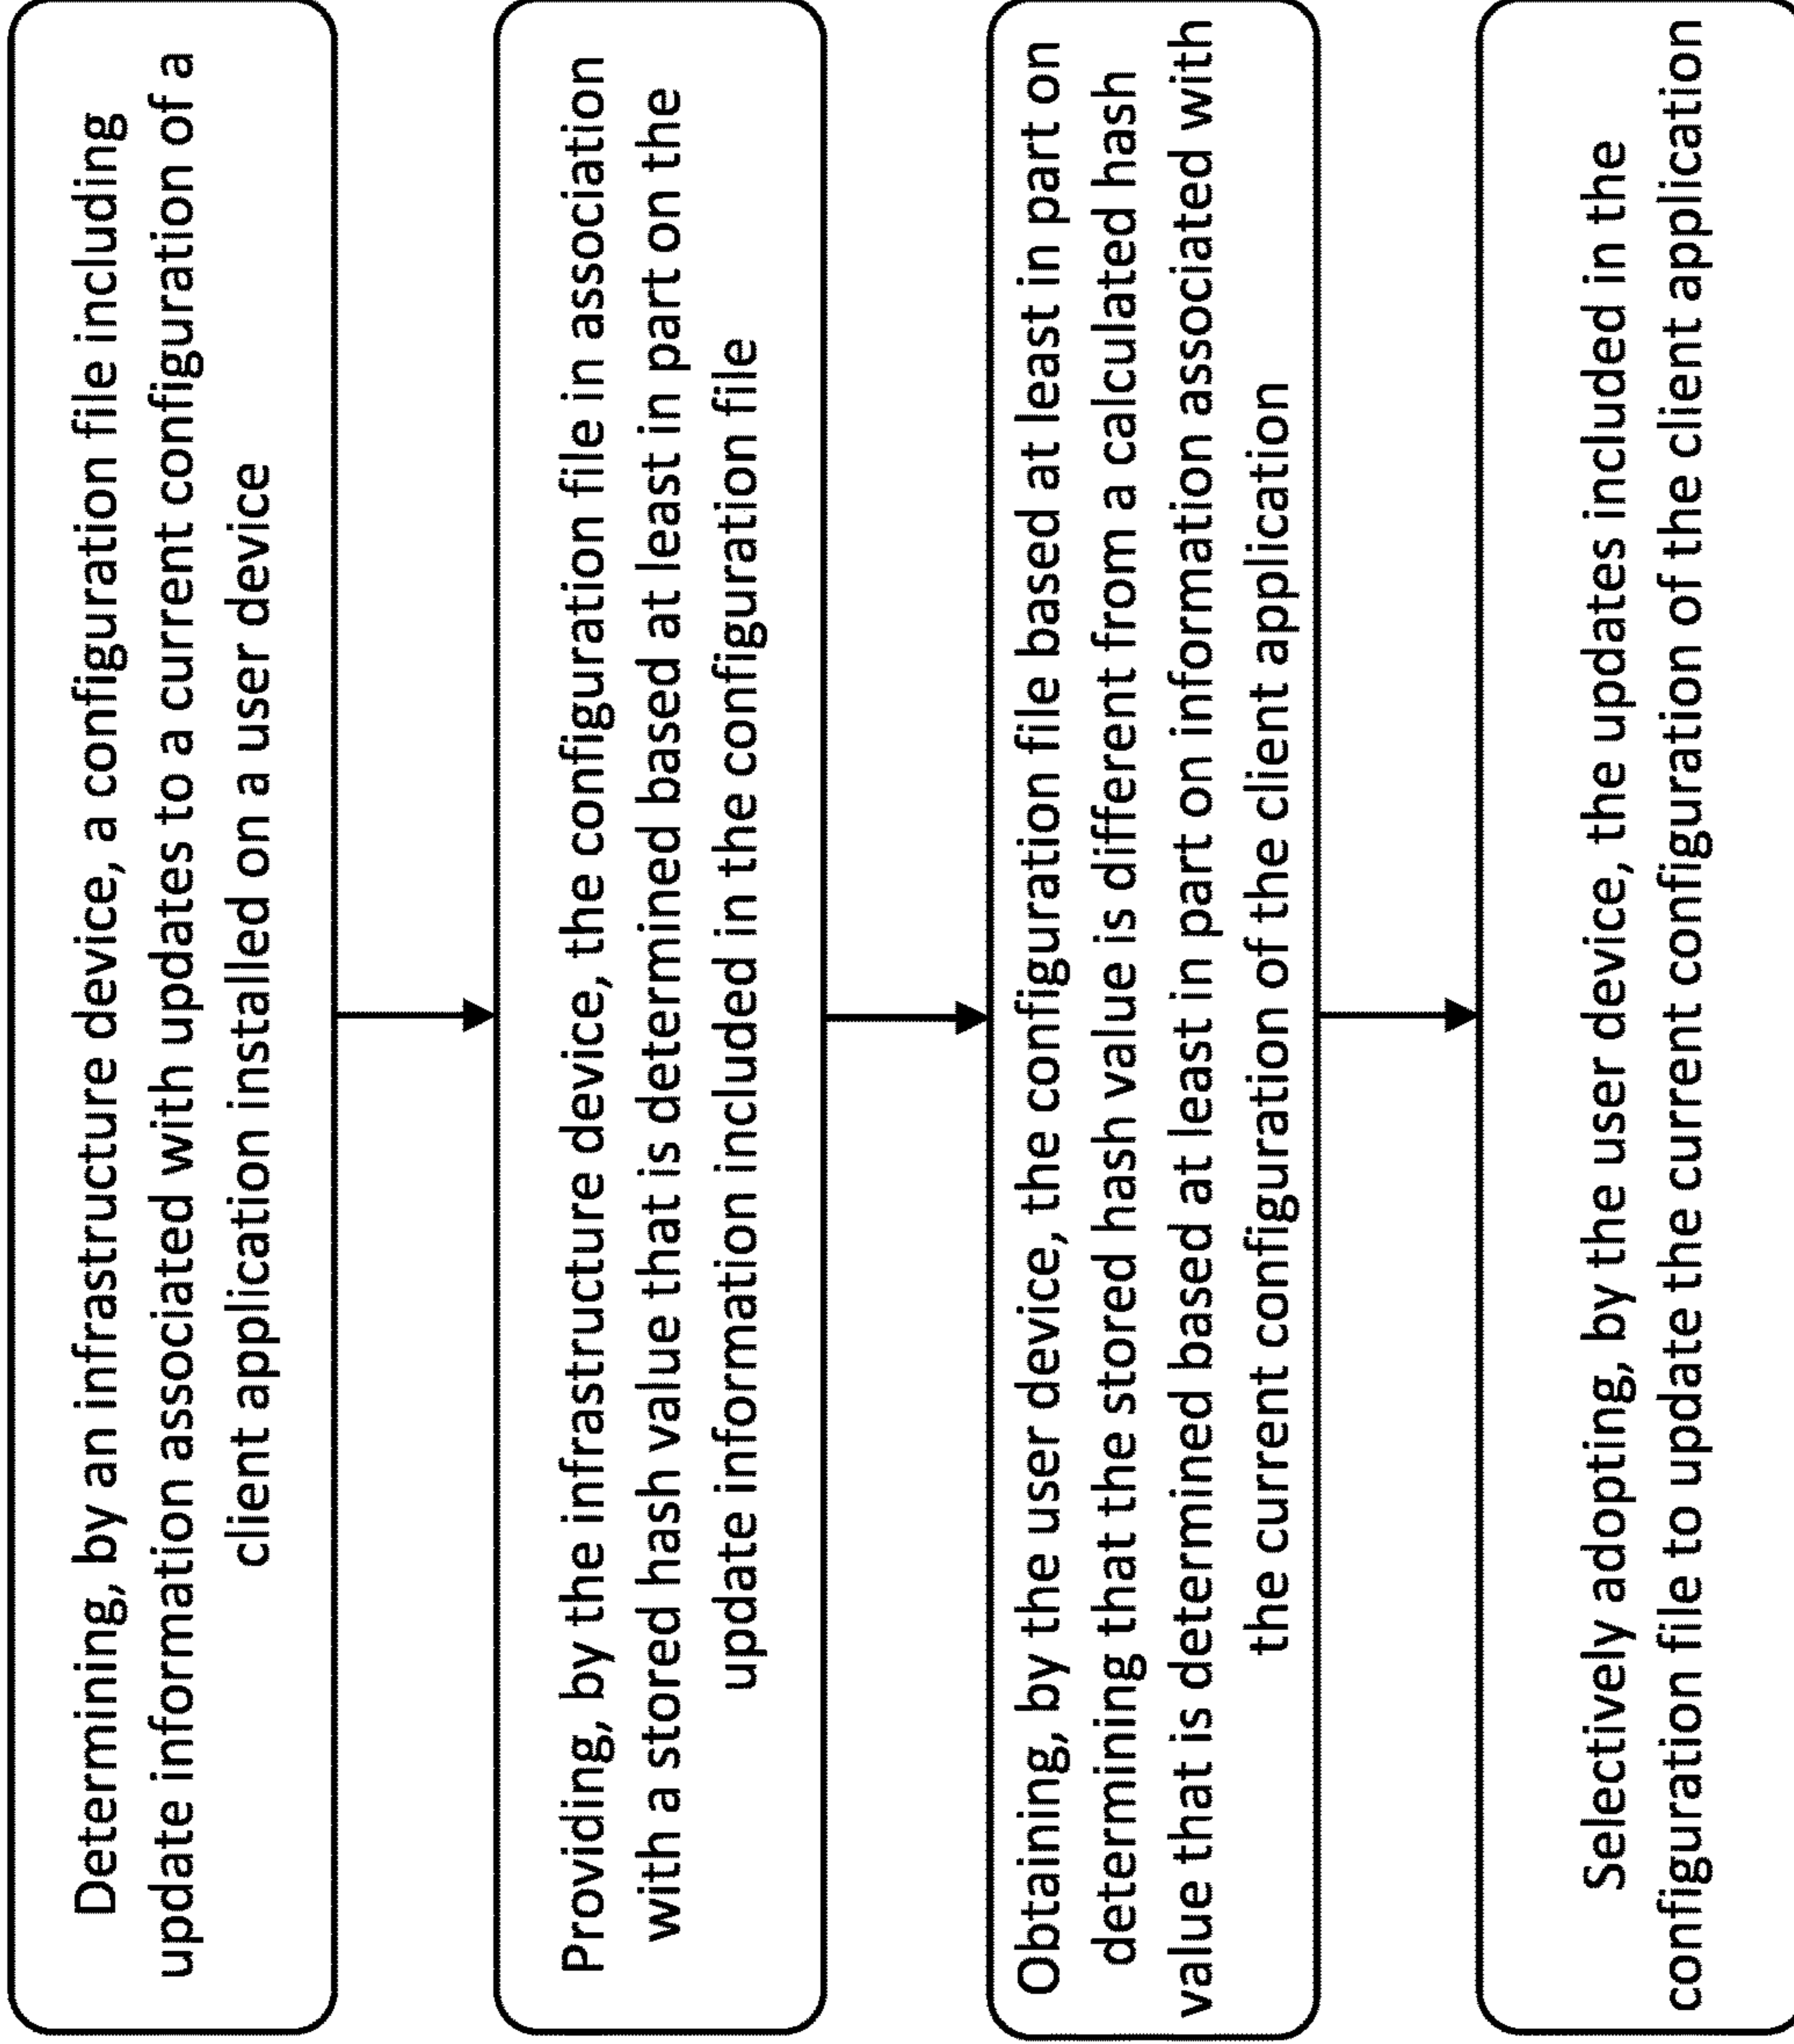 Determining, by an infrastructure device, a configuration file including
update information associated with updates to a current configuration of a
client application installed on a user device
Providing, by the infrastructure device, the configuration file in association
with a stored hash value that is determined based at least in part on the
update information included in the configuration file
Obtaining, by the user device, the configuration file based at least in part on
determining that the stored hash value is different from a calculated hash
value that is determined based at least in part on information associated with
the current configuration of the client application
Selectively adopting, by the user device, the updates included in the
configuration file to update the current configuration of the client application